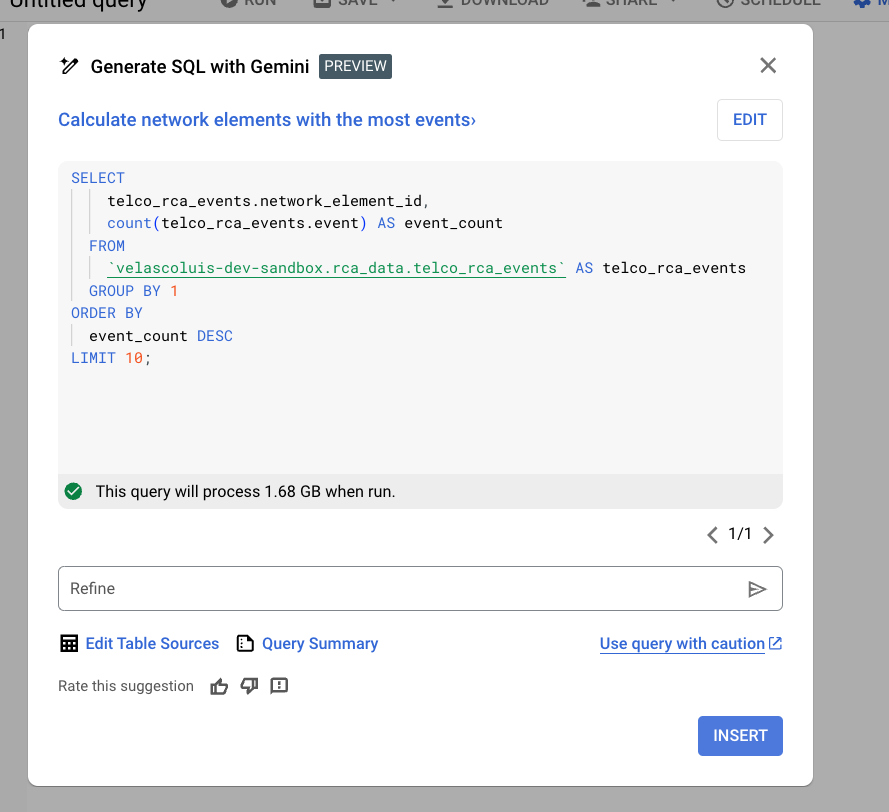 Untitled query
RUN SAVE DOWNLOAD SHARE SCHEDULE
1
Generate SQL with Gemini PREVIEW
Calculate network elements with the most events›
EDIT
SELECT
telco_rca_events.network_element_id,
count(telco_rca_events.event) AS event_count
FROM
`velascoluis-dev-sandbox.rca_data.telco_rca_events` AS telco_rca_events
GROUP BY 1
ORDER BY
event_count DESC
LIMIT 10;
This query will process 1.68 GB when run.
1/1
Refine
Edit Table Sources Query Summary Use query with caution
Rate this suggestion
INSERT